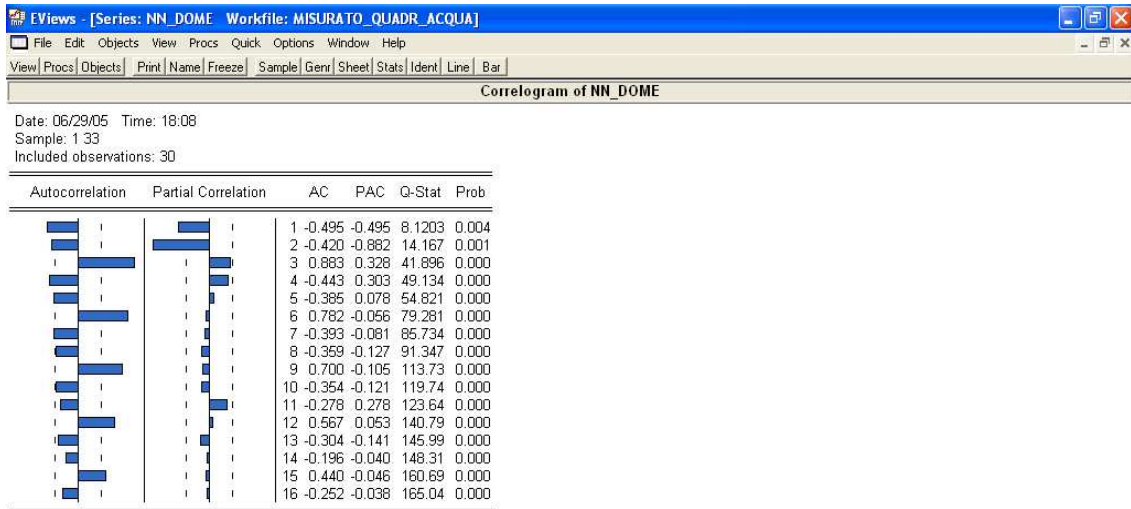 EViews - [Series: NN_DOME Workfile: MISURATO_QUADR_ACQUA]
File Edit Objects View Procs Quick Options Window Help
View Procs Objects Print Name Freeze Sample Genr Sheet Stats Ident Line Bar
Correlogram of NN_DOME
Date: 06/29/05 Time: 18:08
Sample: 1 33
Included observations: 30
Autocorrelation Partial Correlation AC PAC Q-Stat Prob
1 -0.495 -0.495 8.1203 0.004
2 -0.420 -0.882 14.167 0.001
3 0.883 0.328 41.896 0.000
4 -0.443 0.303 49.134 0.000
5 -0.385 0.078 54.821 0.000
6 0.782 -0.056 79.281 0.000
7 -0.393 -0.081 85.734 0.000
8 -0.359 -0.127 91.347 0.000
9 0.700 -0.105 113.73 0.000
10 -0.354 -0.121 119.74 0.000
11 -0.278 0.278 123.64 0.000
12 0.567 0.053 140.79 0.000
13 -0.304 -0.141 145.99 0.000
14 -0.196 -0.040 148.31 0.000
15 0.440 -0.046 160.69 0.000
16 -0.252 -0.038 165.04 0.000